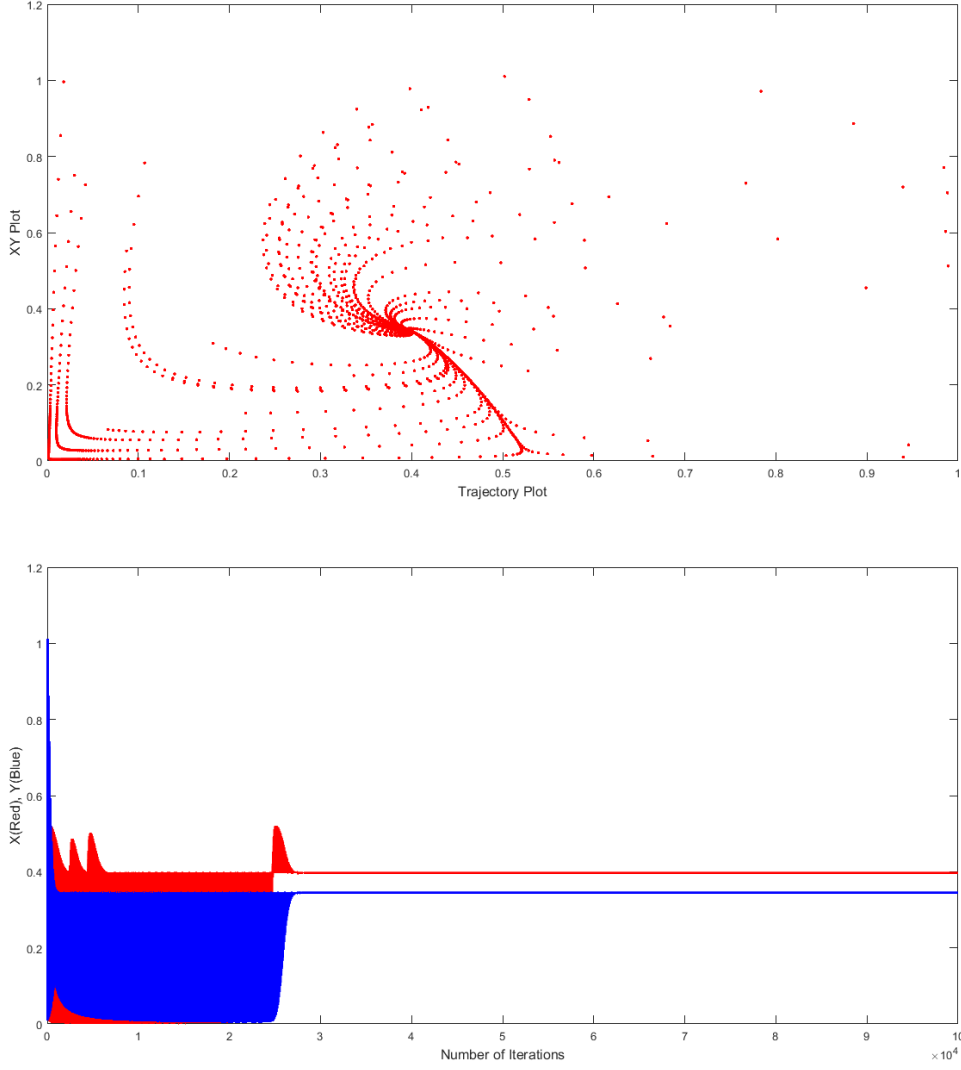 1.2
1
0.8
0.6
0.4
0.2
0
XY Plot
0 0.1 0.2 0.3 0.4 0.5 0.6 0.7 0.8 0.9 1
Trajectory Plot
1.2
1
0.8
0.6
0.4
0.2
0
X(Red), Y(Blue)
0 1 2 3 4 5 6 7 8 9 10
Number of Iterations
×10⁴